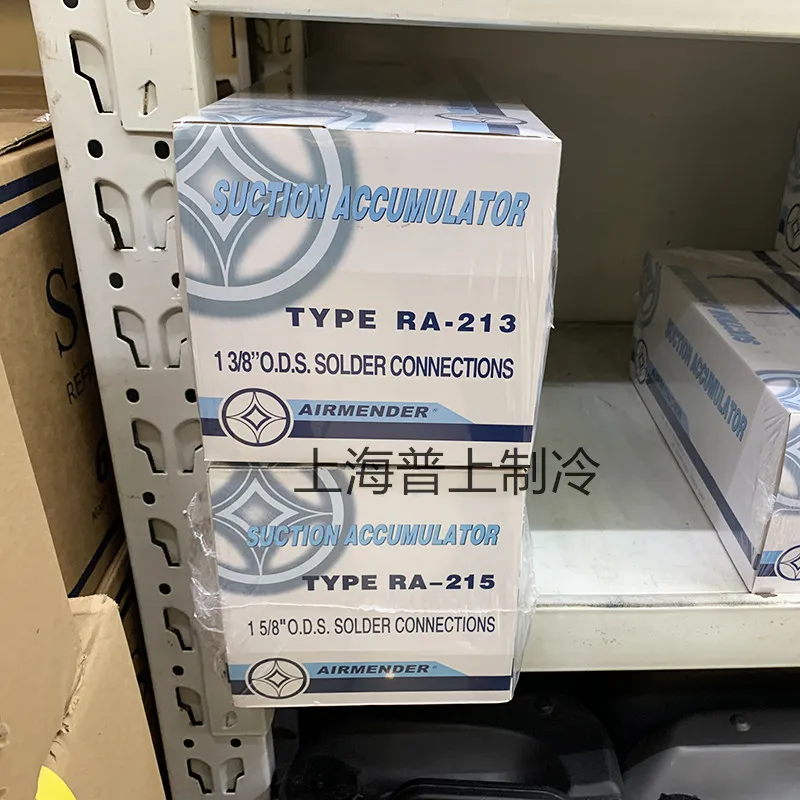 SUCTION ACCUMULATOR
TYPE RA-213
1 3/8"O.D.S. SOLDER CONNECTIONS
AIRMENDER®
上海普上制冷
SUCTION ACCUMULATOR
TYPE RA-215
1 5/8"O.D.S. SOLDER CONNECTIONS
AIRMENDER®
SUCTION ACCUMULATOR